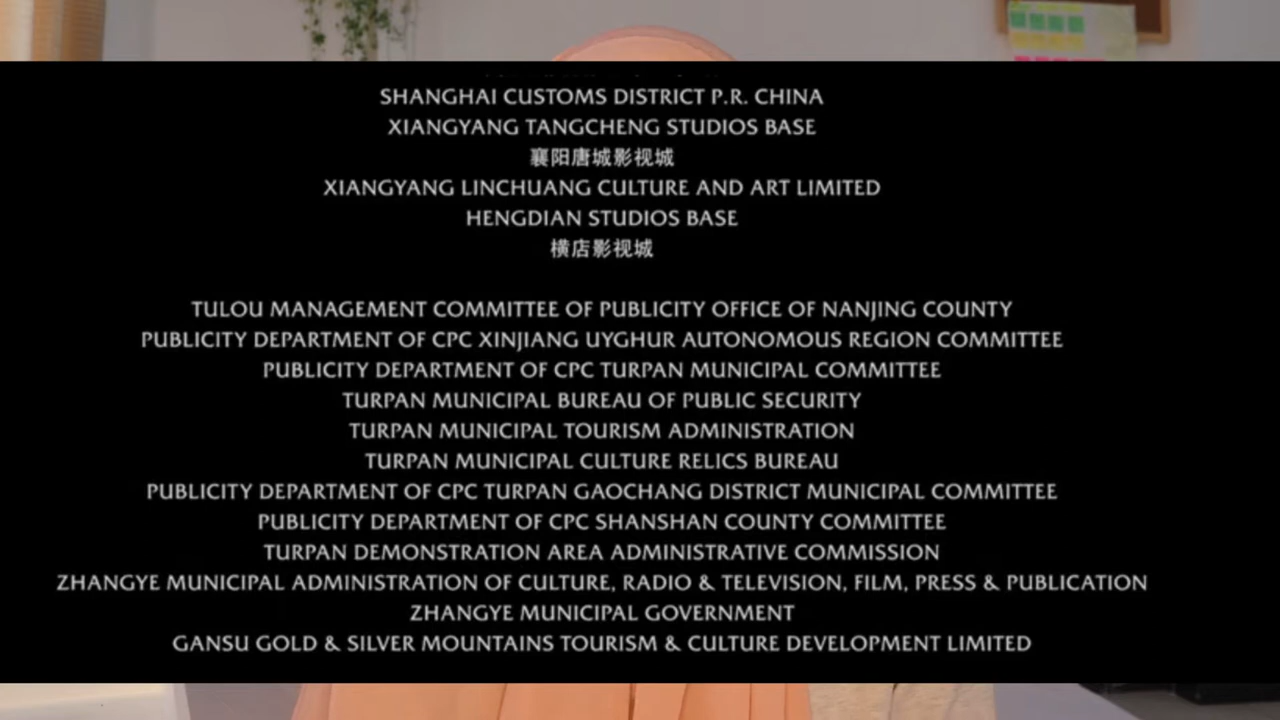 SHANGHAI CUSTOMS DISTRICT P.R. CHINA
XIANGYANG TANGCHENG STUDIOS BASE
襄阳唐城影视城
XIANGYANG LINCHUANG CULTURE AND ART LIMITED
HENGDIAN STUDIOS BASE
横店影视城
TULOU MANAGEMENT COMMITTEE OF PUBLICITY OFFICE OF NANJING COUNTY
PUBLICITY DEPARTMENT OF CPC XINJIANG UYGHUR AUTONOMOUS REGION COMMITTEE
PUBLICITY DEPARTMENT OF CPC TURPAN MUNICIPAL COMMITTEE
TURPAN MUNICIPAL BUREAU OF PUBLIC SECURITY
TURPAN MUNICIPAL TOURISM ADMINISTRATION
TURPAN MUNICIPAL CULTURE RELICS BUREAU
PUBLICITY DEPARTMENT OF CPC TURPAN GAOCHANG DISTRICT MUNICIPAL COMMITTEE
PUBLICITY DEPARTMENT OF CPC SHANSHAN COUNTY COMMITTEE
TURPAN DEMONSTRATION AREA ADMINISTRATIVE COMMISSION
ZHANGYE MUNICIPAL ADMINISTRATION OF CULTURE, RADIO & TELEVISION, FILM, PRESS & PUBLICATION
ZHANGYE MUNICIPAL GOVERNMENT
GANSU GOLD & SILVER MOUNTAINS TOURISM & CULTURE DEVELOPMENT LIMITED